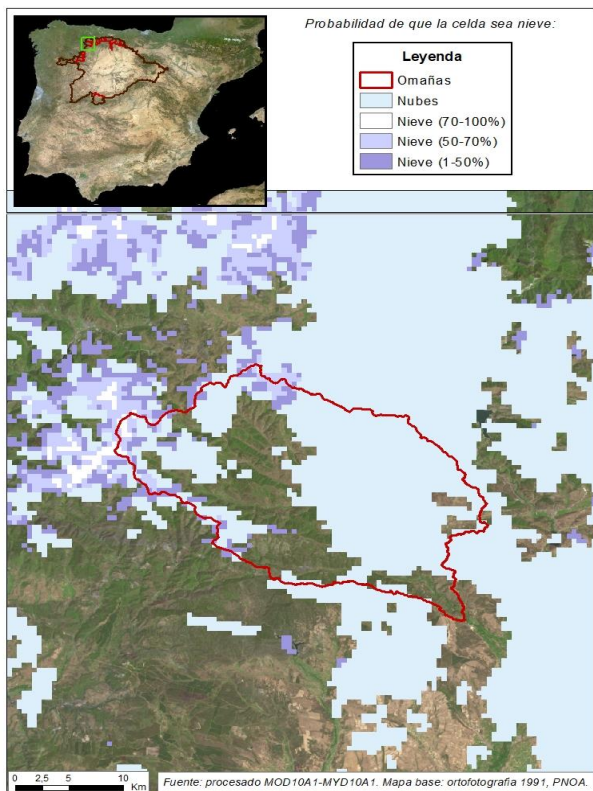 Probabilidad de que la celda sea nieve:
Leyenda
Omañas
Nubes
Nieve (70-100%)
Nieve (50-70%)
Nieve (1-50%)
0 2,5 5 10
Km
Fuente: procesado MOD10A1-MYD10A1. Mapa base: ortofotografía 1991, PNOA.